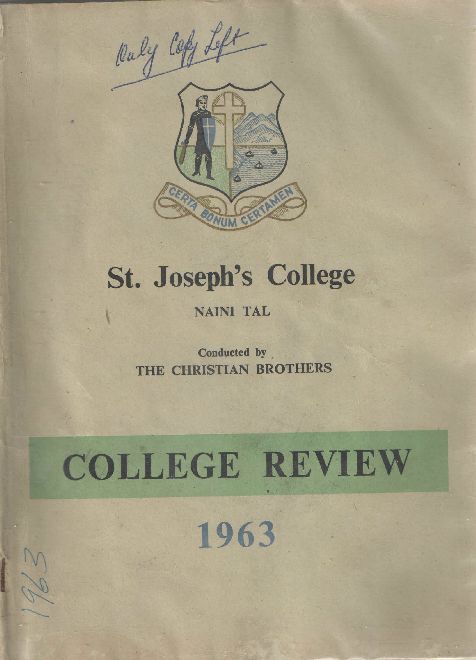 Only Copy Left
CERTA BONUM CERTAMEN
St. Joseph's College
NAINI TAL
Conducted by
THE CHRISTIAN BROTHERS
COLLEGE REVIEW
1963
1963